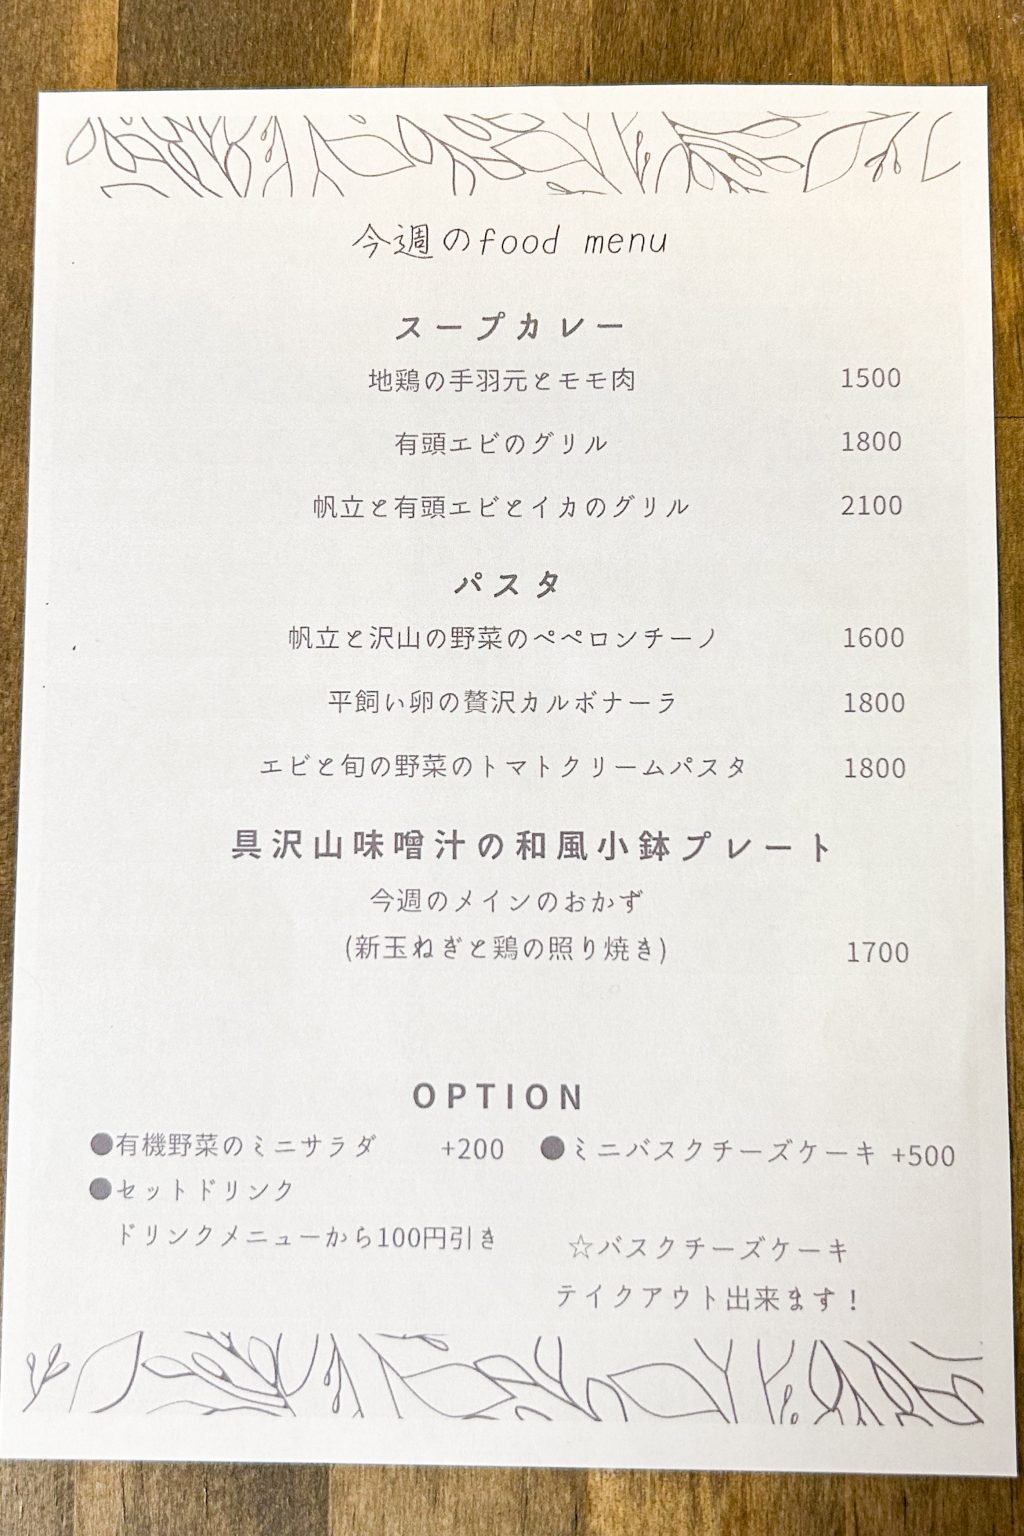 今週のfood menu
スープカレー
地鶏の手羽元とモモ肉 1500
有頭エビのグリル 1800
帆立と有頭エビとイカのグリル 2100
パスタ
帆立と沢山の野菜のペペロンチーノ 1600
平飼い卵の贅沢カルボナーラ 1800
エビと旬の野菜のトマトクリームパスタ 1800
具沢山味噌汁の和風小鉢プレート
今週のメインのおかず
(新玉ねぎと鶏の照り焼き) 1700
OPTION
●有機野菜のミニサラダ +200 ●ミニバスクチーズケーキ +500
●セットドリンク
ドリンクメニューから100円引き
☆バスクチーズケーキ
テイクアウト出来ます！